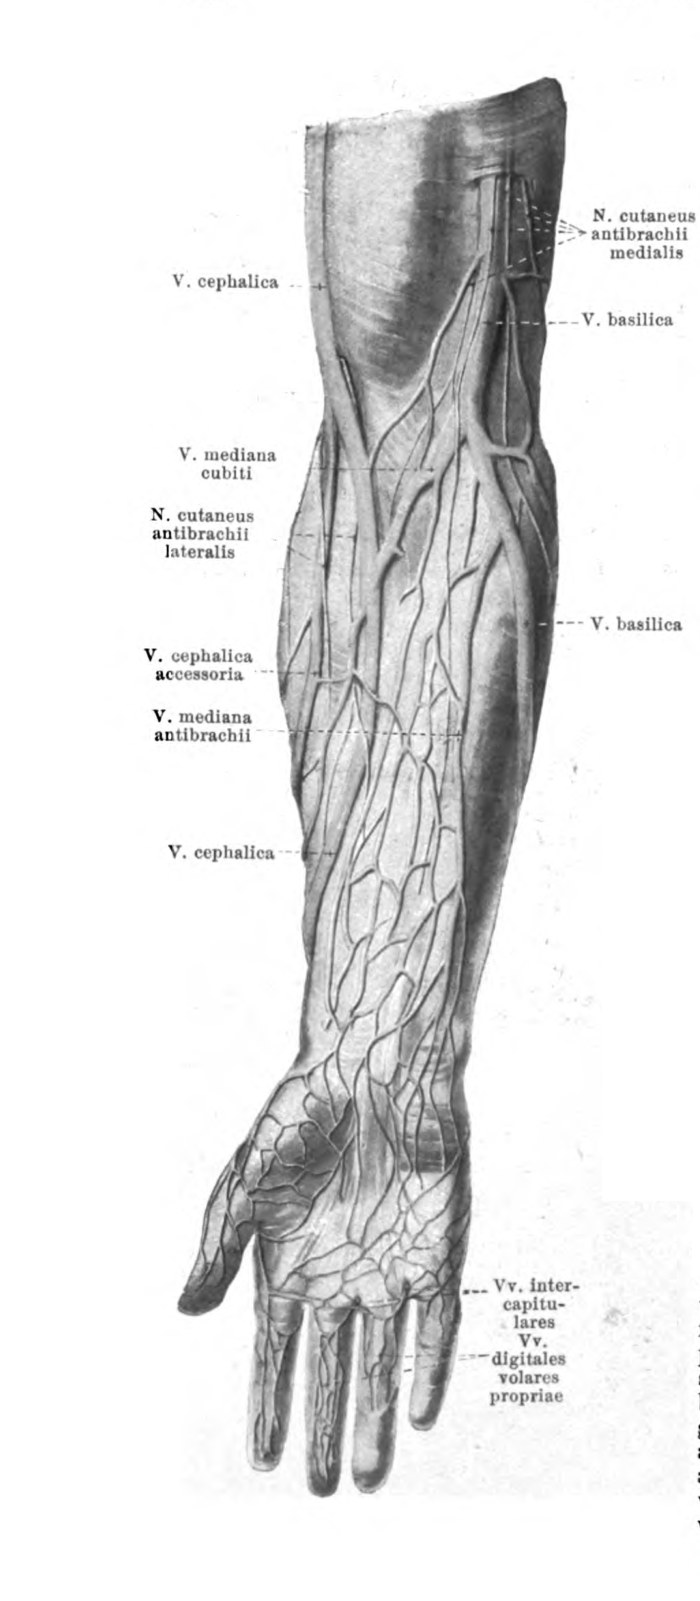 N. cutaneus
antibrachii
medialis
V. cephalica
V. basilica
V. mediana
cubiti
N. cutaneus
antibrachii
lateralis
V. basilica
V. cephalica
accessoria
V. mediana
antibrachii
V. cephalica
Vv. inter-
capitu-
lares
Vv.
digitales
volares
propriae